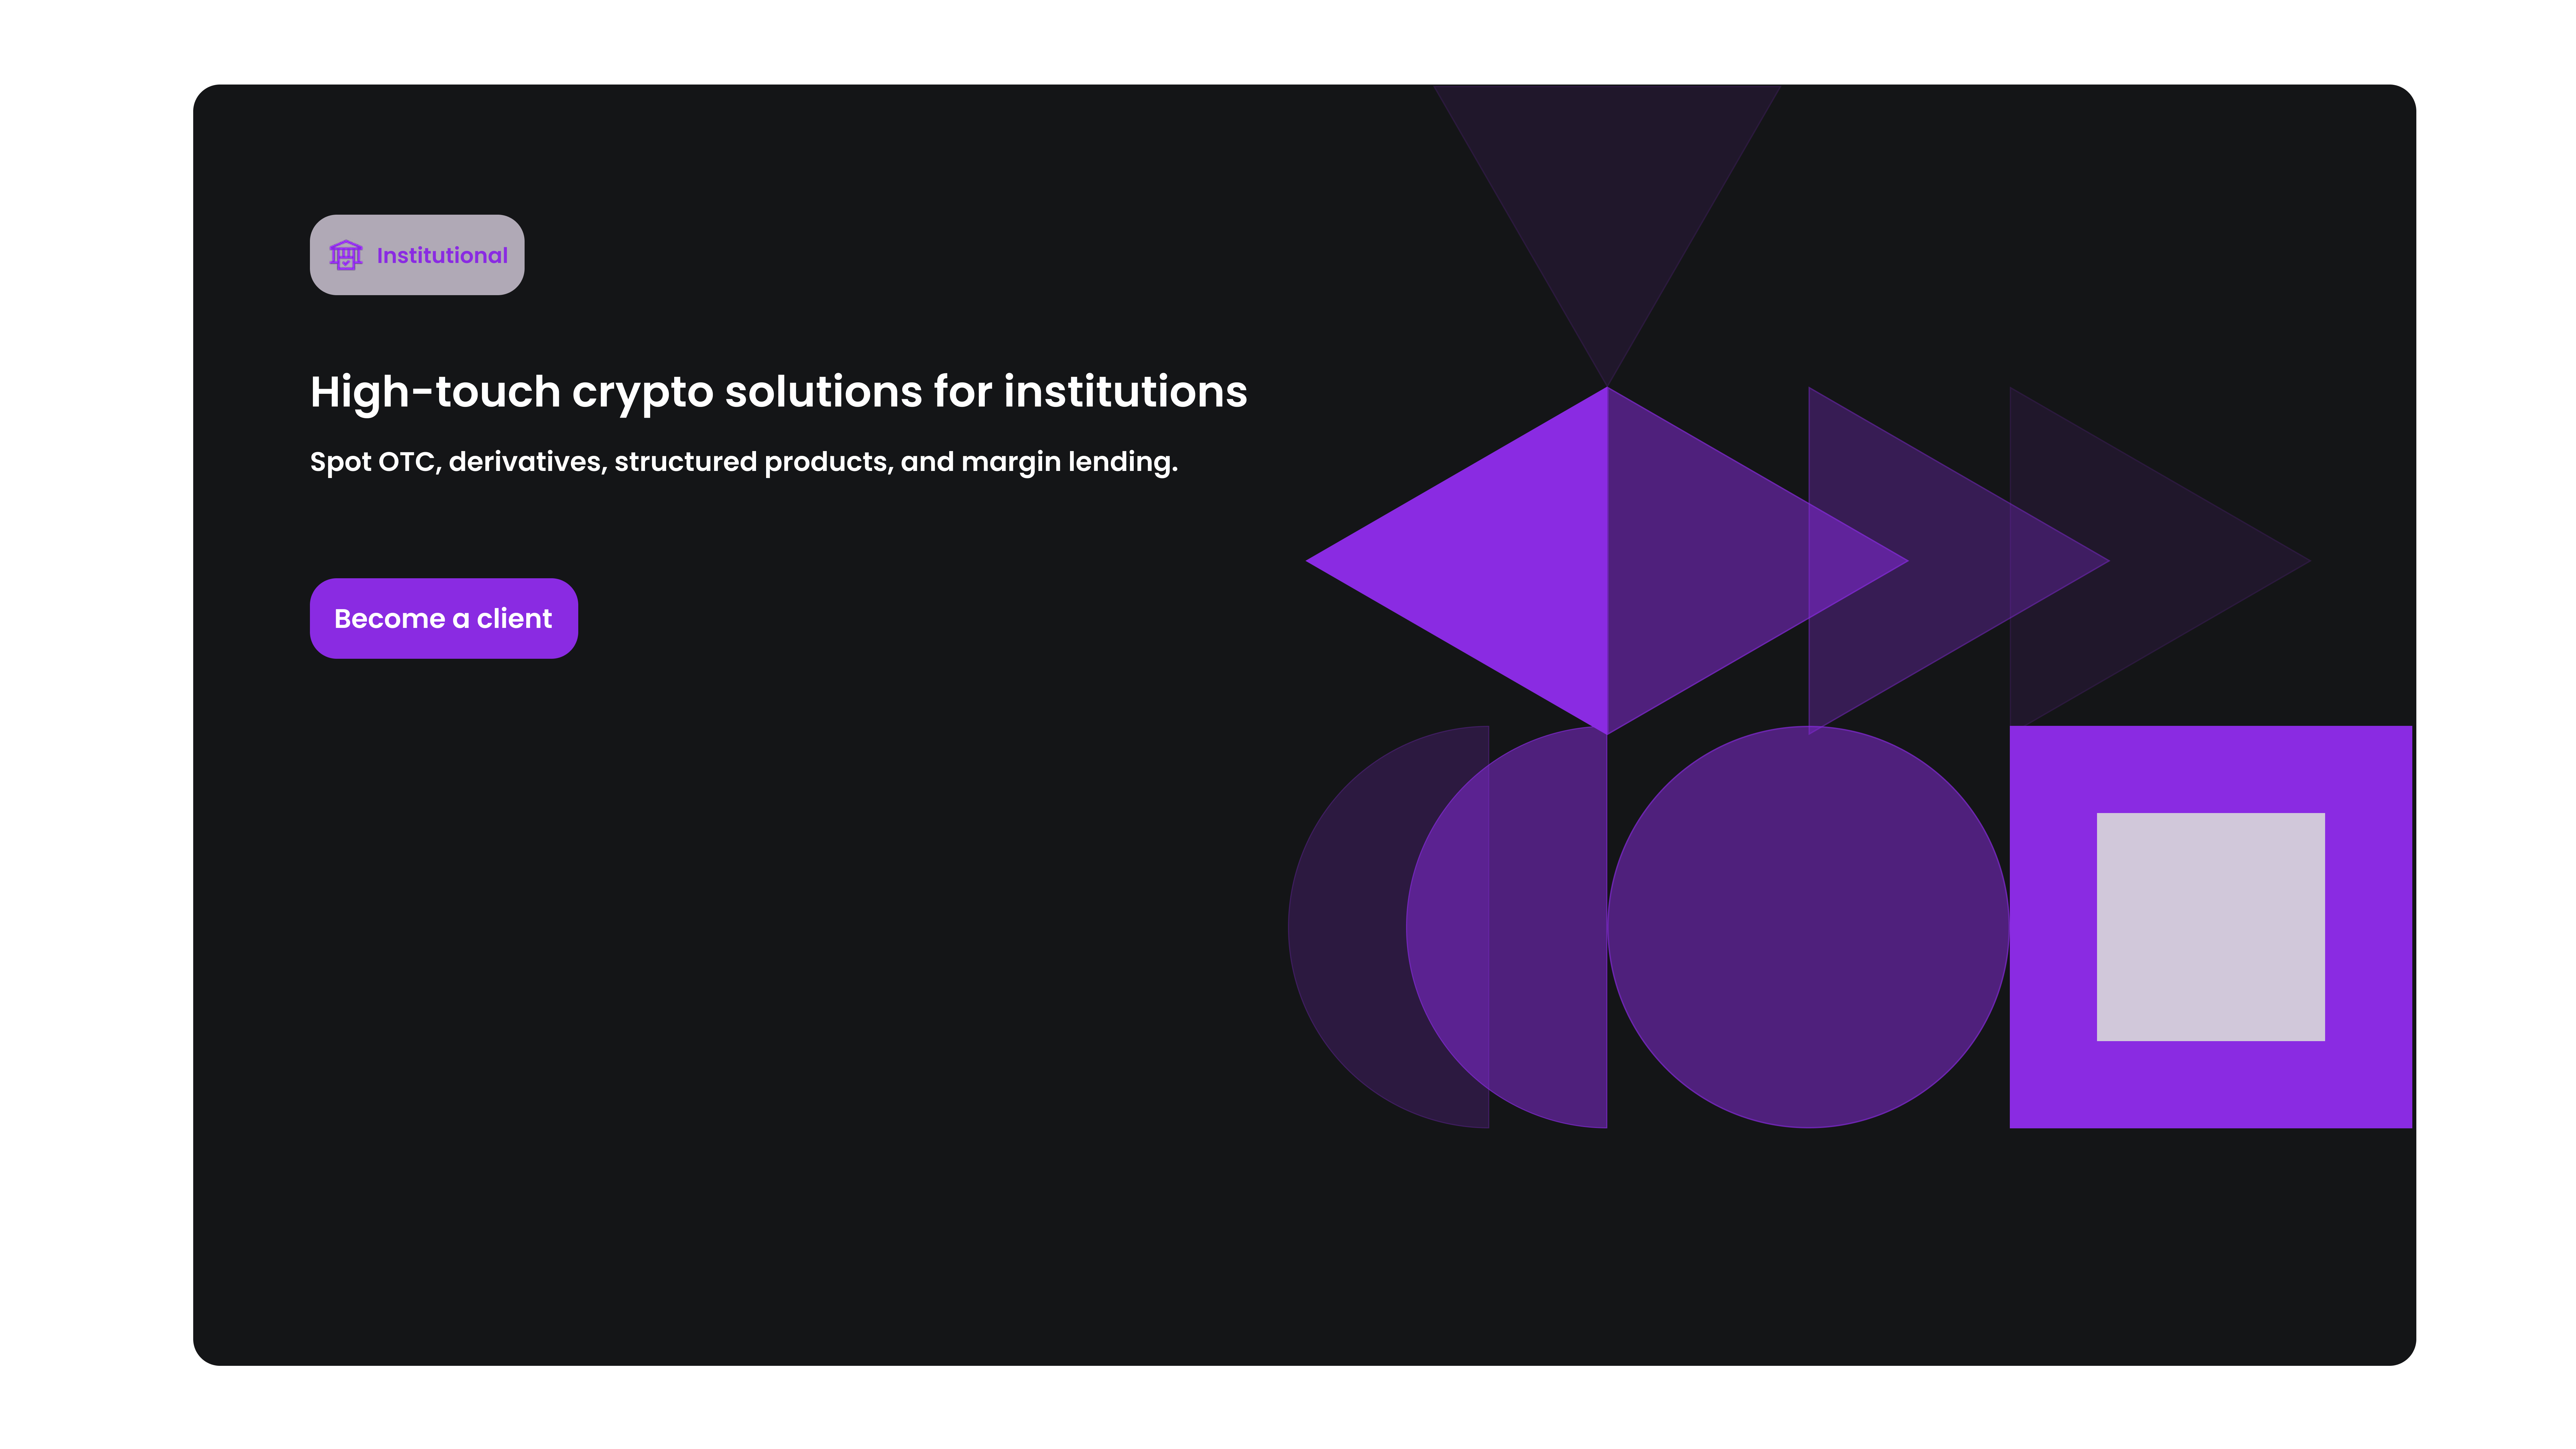 Institutional
High-touch crypto solutions for institutions
Spot OTC, derivatives, structured products, and margin lending.
Become a client